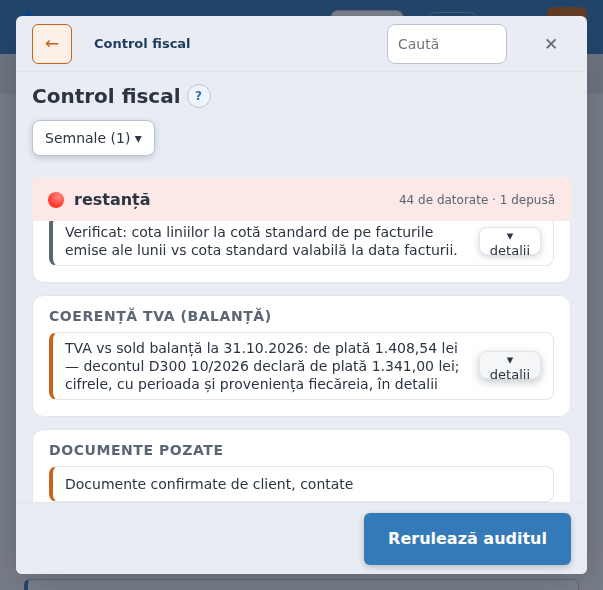 ←
Control fiscal
Caută
✕
Control fiscal
?
Semnale (1) ▾
restanță
44 de datorate · 1 depusă
Verificat: cota liniilor la cotă standard de pe facturile
emise ale lunii vs cota standard valabilă la data facturii.
▾
detalii
COERENȚĂ TVA (BALANȚĂ)
TVA vs sold balanță la 31.10.2026: de plată 1.408,54 lei
— decontul D300 10/2026 declară de plată 1.341,00 lei;
cifrele, cu perioada și proveniența fiecăreia, în detalii
▾
detalii
DOCUMENTE POZATE
Documente confirmate de client, contate
Rerulează auditul